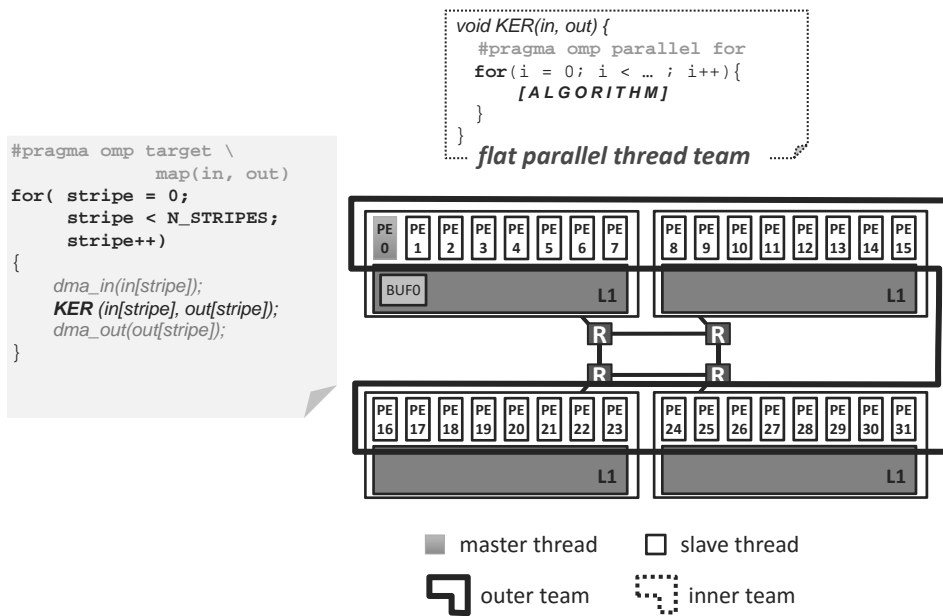 void KER(in, out) {
#pragma omp parallel for
for(i = 0; i < … ; i++){
[ALGORITHM]
}
}
flat parallel thread team
#pragma omp target \
map(in, out)
for( stripe = 0;
stripe < N_STRIPES;
stripe++)
{
dma_in(in[stripe]);
KER (in[stripe], out[stripe]);
dma_out(out[stripe]);
}
PE 0 PE 1 PE 2 PE 3 PE 4 PE 5 PE 6 PE 7
BUF0
L1
PE 8 PE 9 PE 10 PE 11 PE 12 PE 13 PE 14 PE 15
L1
R R
R R
PE 16 PE 17 PE 18 PE 19 PE 20 PE 21 PE 22 PE 23
L1
PE 24 PE 25 PE 26 PE 27 PE 28 PE 29 PE 30 PE 31
L1
master thread
slave thread
outer team
inner team